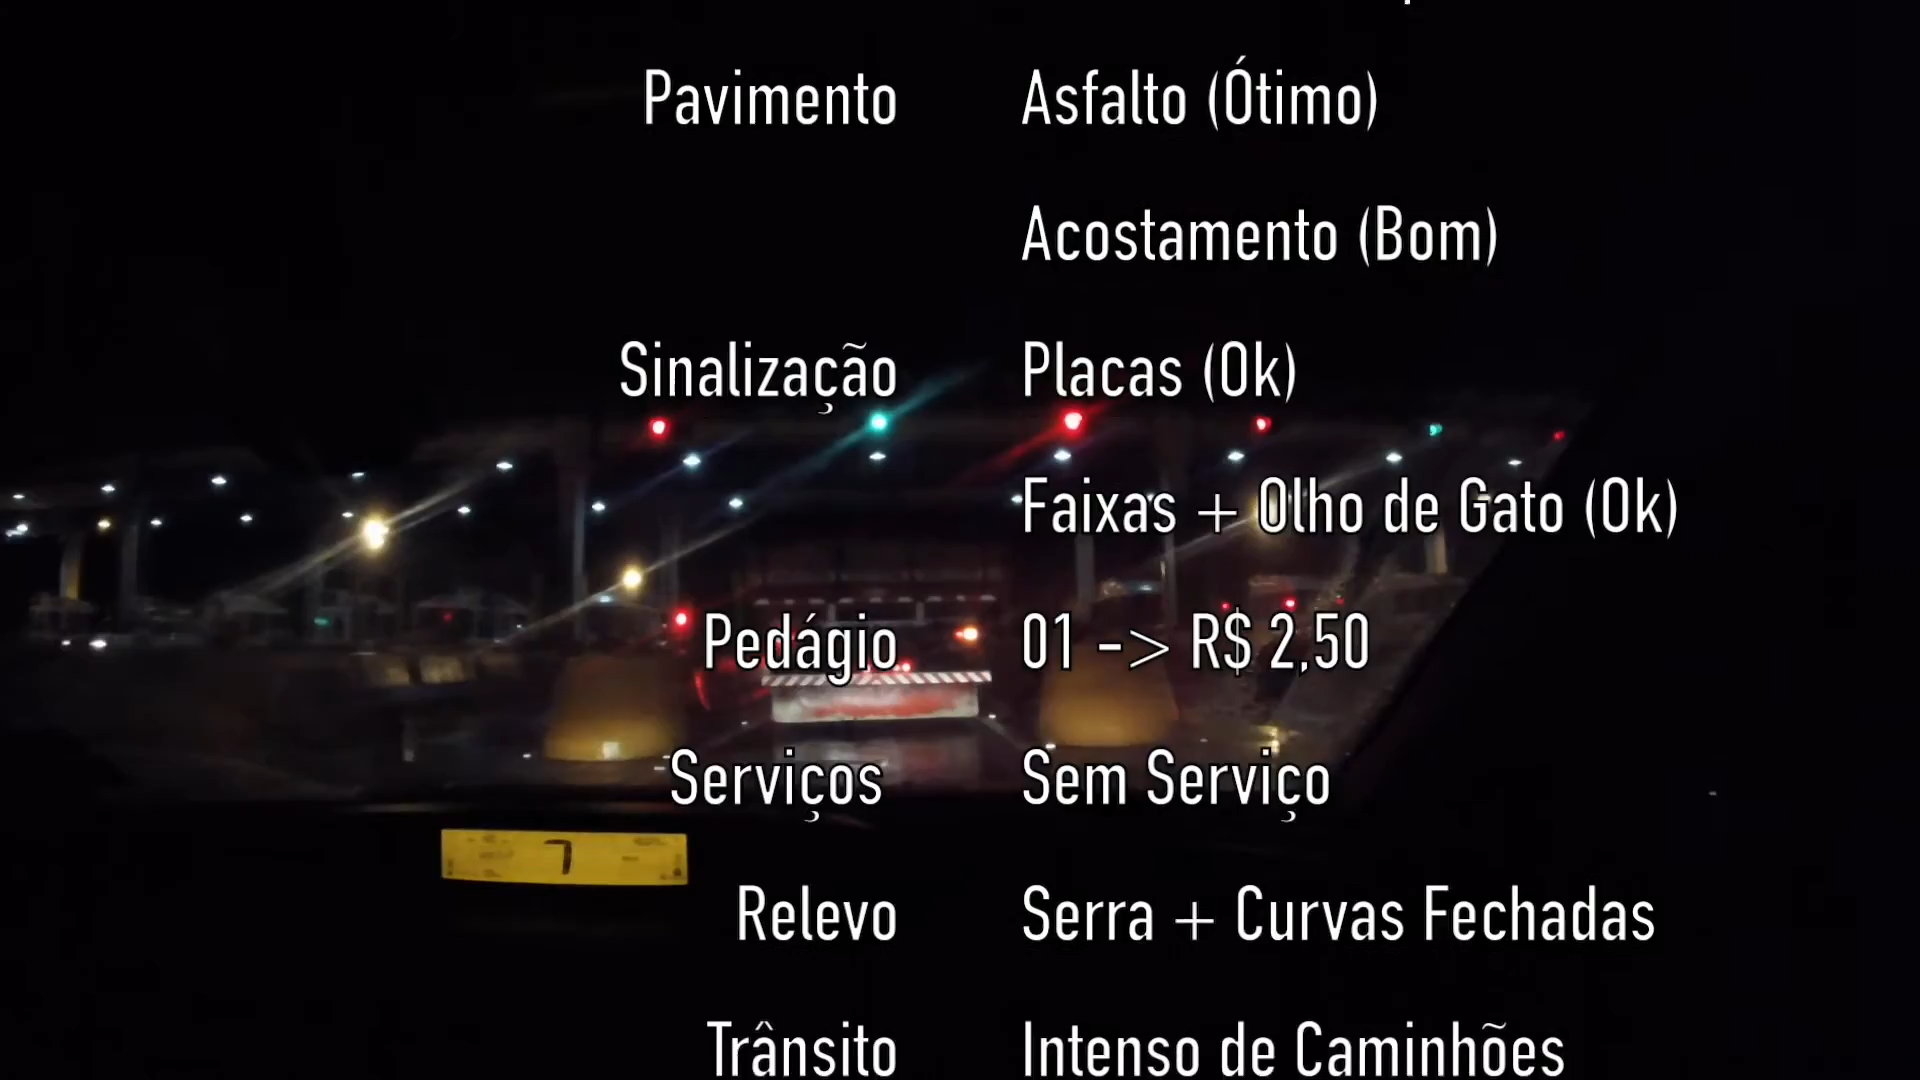 Pavimento Asfalto (Ótimo)
Acostamento (Bom)
Sinalização Placas (Ok)
Faixas + Olho de Gato (Ok)
Pedágio 01 -> R$ 2,50
Serviços Sem Serviço
7
Relevo Serra + Curvas Fechadas
Trânsito Intenso de Caminhões